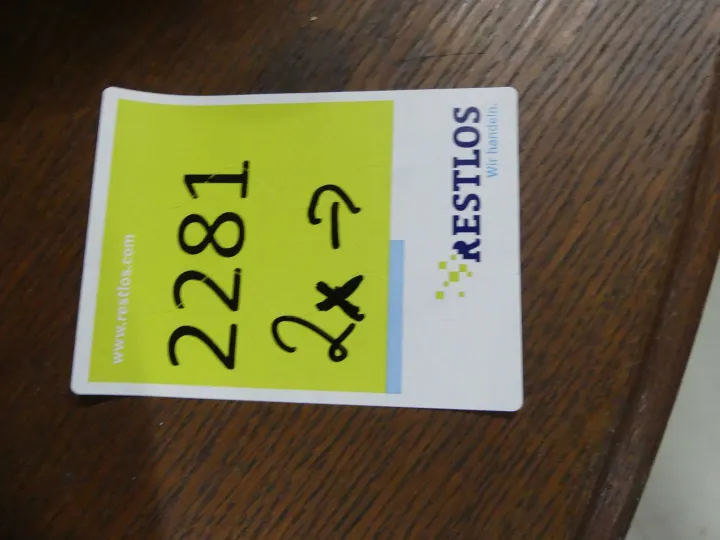 www.restlos.com
2281
2x →
RESTLOS
Wir handeln.